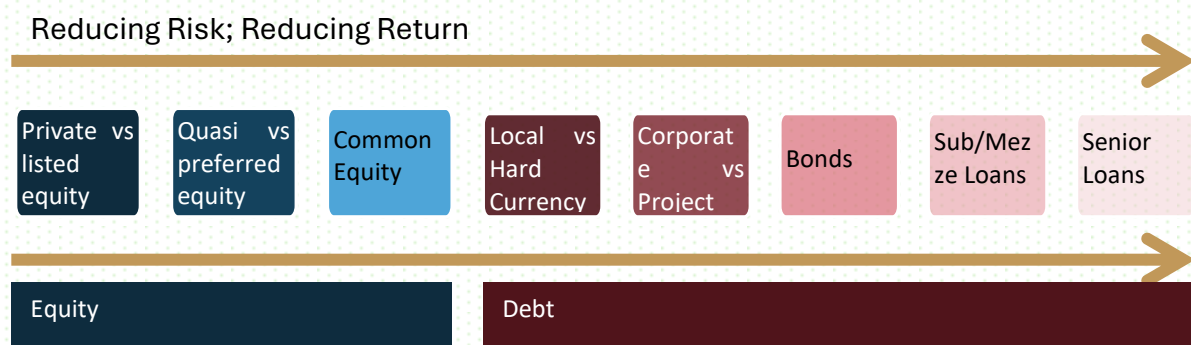 Reducing Risk; Reducing Return
Private vs
listed
equity
Quasi vs
preferred
equity
Common
Equity
Local vs
Hard
Currency
Corporat
e vs
Project
Bonds
Sub/Mez
ze Loans
Senior
Loans
Equity
Debt